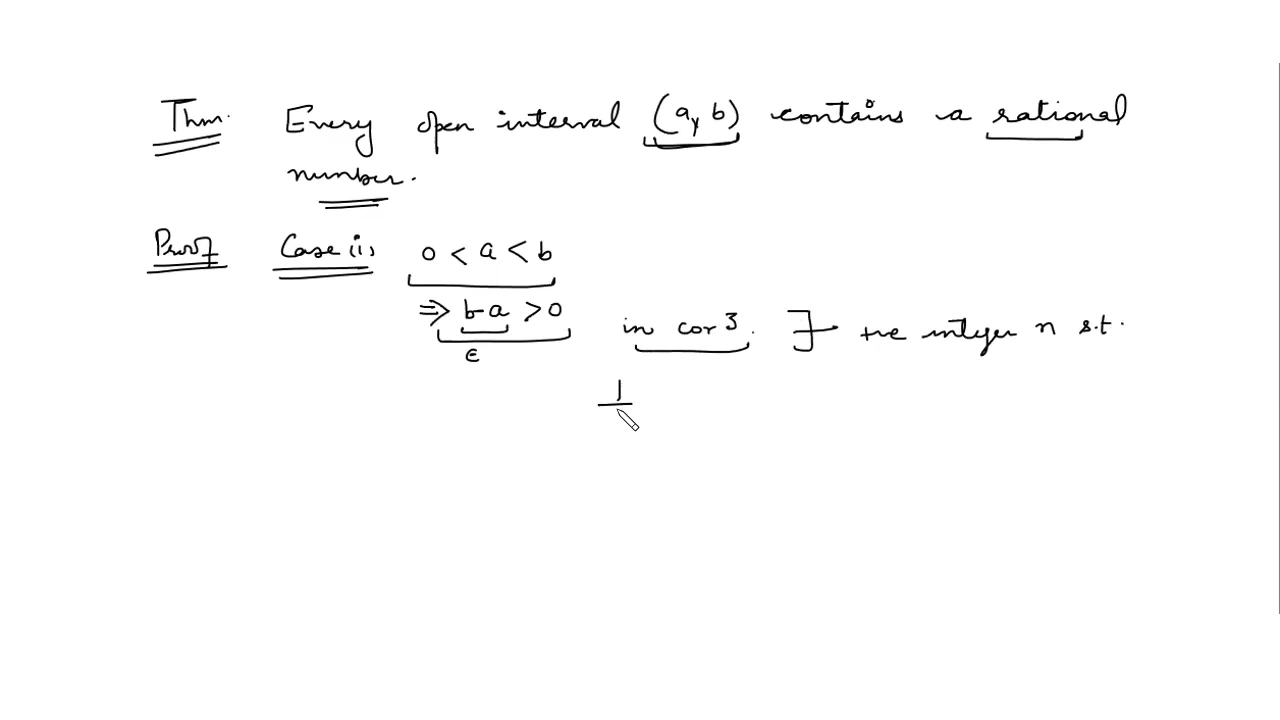 Thm. Every open interval (a, b) contains a rational
number.
Proof Case (i) 0 < a < b
⇒ b-a > 0 in cor 3. ∃ +ve integer n s.t.
ϵ
1